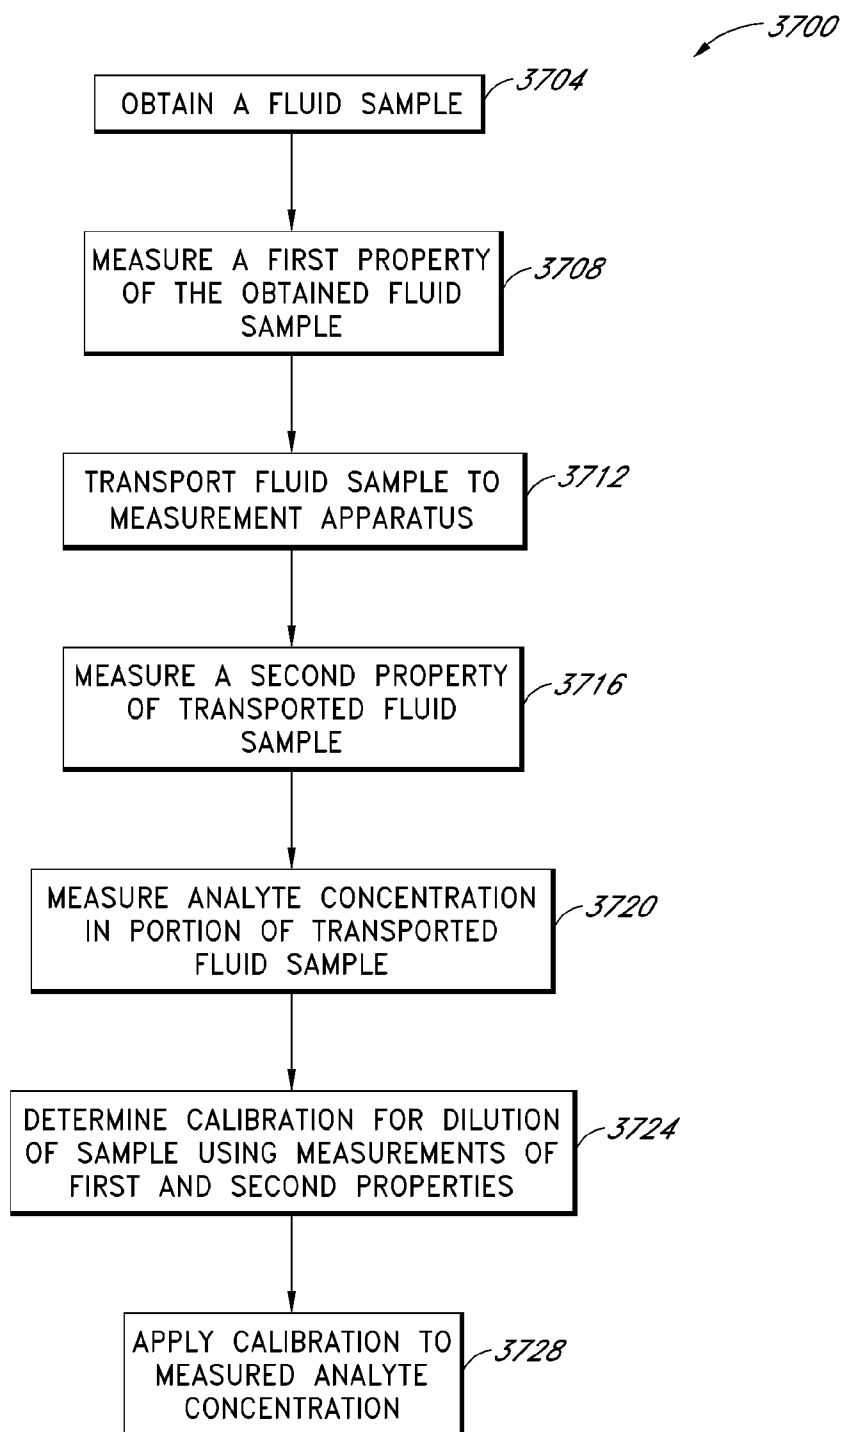 3700
OBTAIN A FLUID SAMPLE
3704
MEASURE A FIRST PROPERTY
OF THE OBTAINED FLUID
SAMPLE
3708
TRANSPORT FLUID SAMPLE TO
MEASUREMENT APPARATUS
3712
MEASURE A SECOND PROPERTY
OF TRANSPORTED FLUID
SAMPLE
3716
MEASURE ANALYTE CONCENTRATION
IN PORTION OF TRANSPORTED
FLUID SAMPLE
3720
DETERMINE CALIBRATION FOR DILUTION
OF SAMPLE USING MEASUREMENTS OF
FIRST AND SECOND PROPERTIES
3724
APPLY CALIBRATION TO
MEASURED ANALYTE
CONCENTRATION
3728